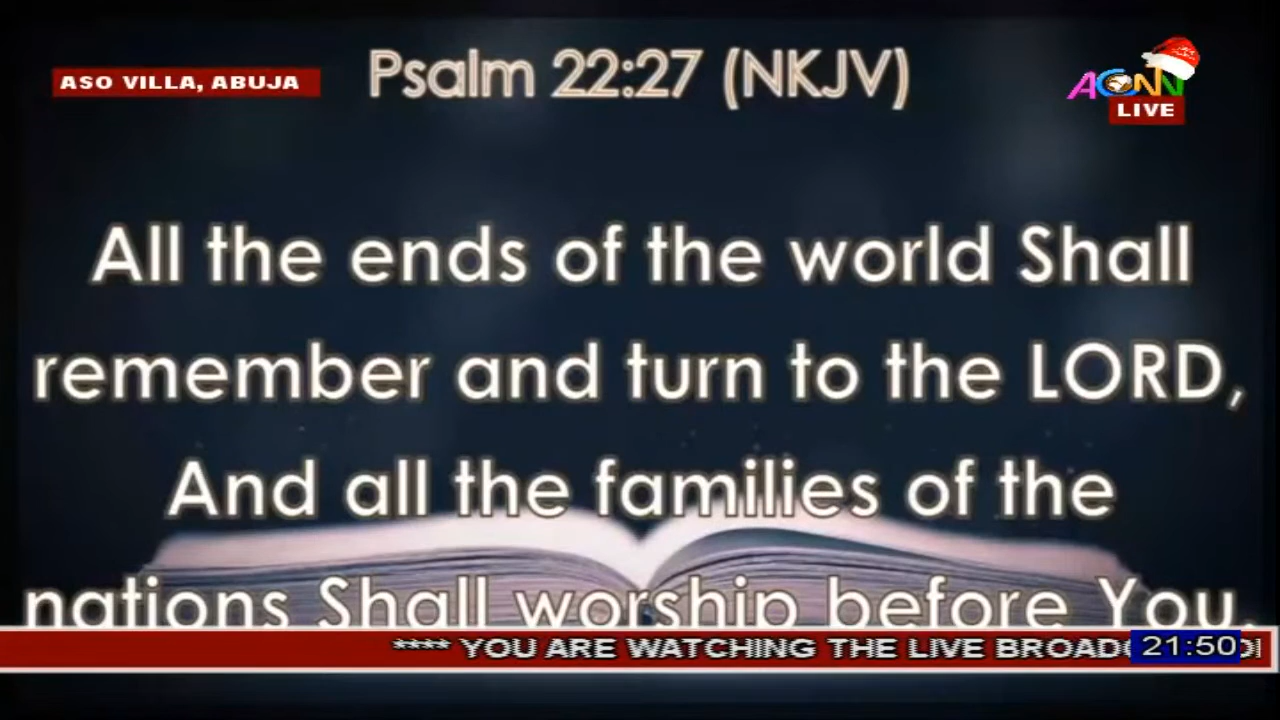 Psalm 22:27 (NKJV)
ASO VILLA, ABUJA
ACNN
LIVE
All the ends of the world Shall
remember and turn to the LORD,
And all the families of the
nations Shall worship before You.
**** YOU ARE WATCHING THE LIVE
21:50